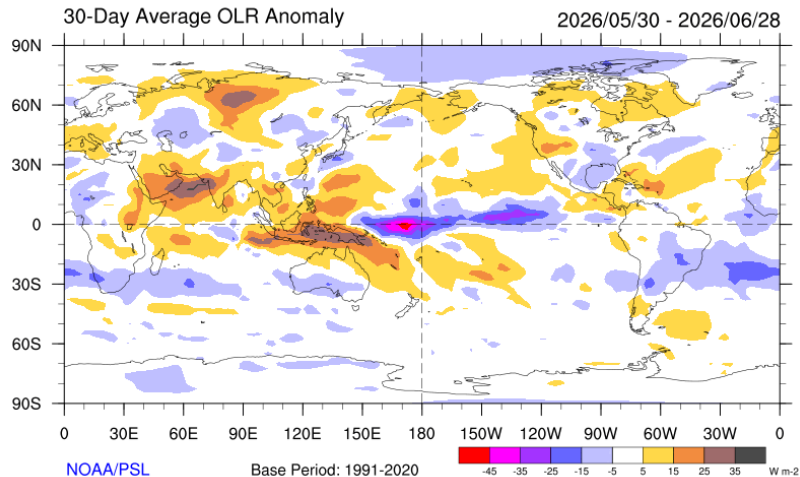 30-Day Average OLR Anomaly
2026/05/30 - 2026/06/28
90N
60N
30N
0
30S
60S
90S
0 30E 60E 90E 120E 150E 180 150W 120W 90W 60W 30W 0
NOAA/PSL
Base Period: 1991-2020
-45 -35 -25 -15 -5 5 15 25 35 W m-2